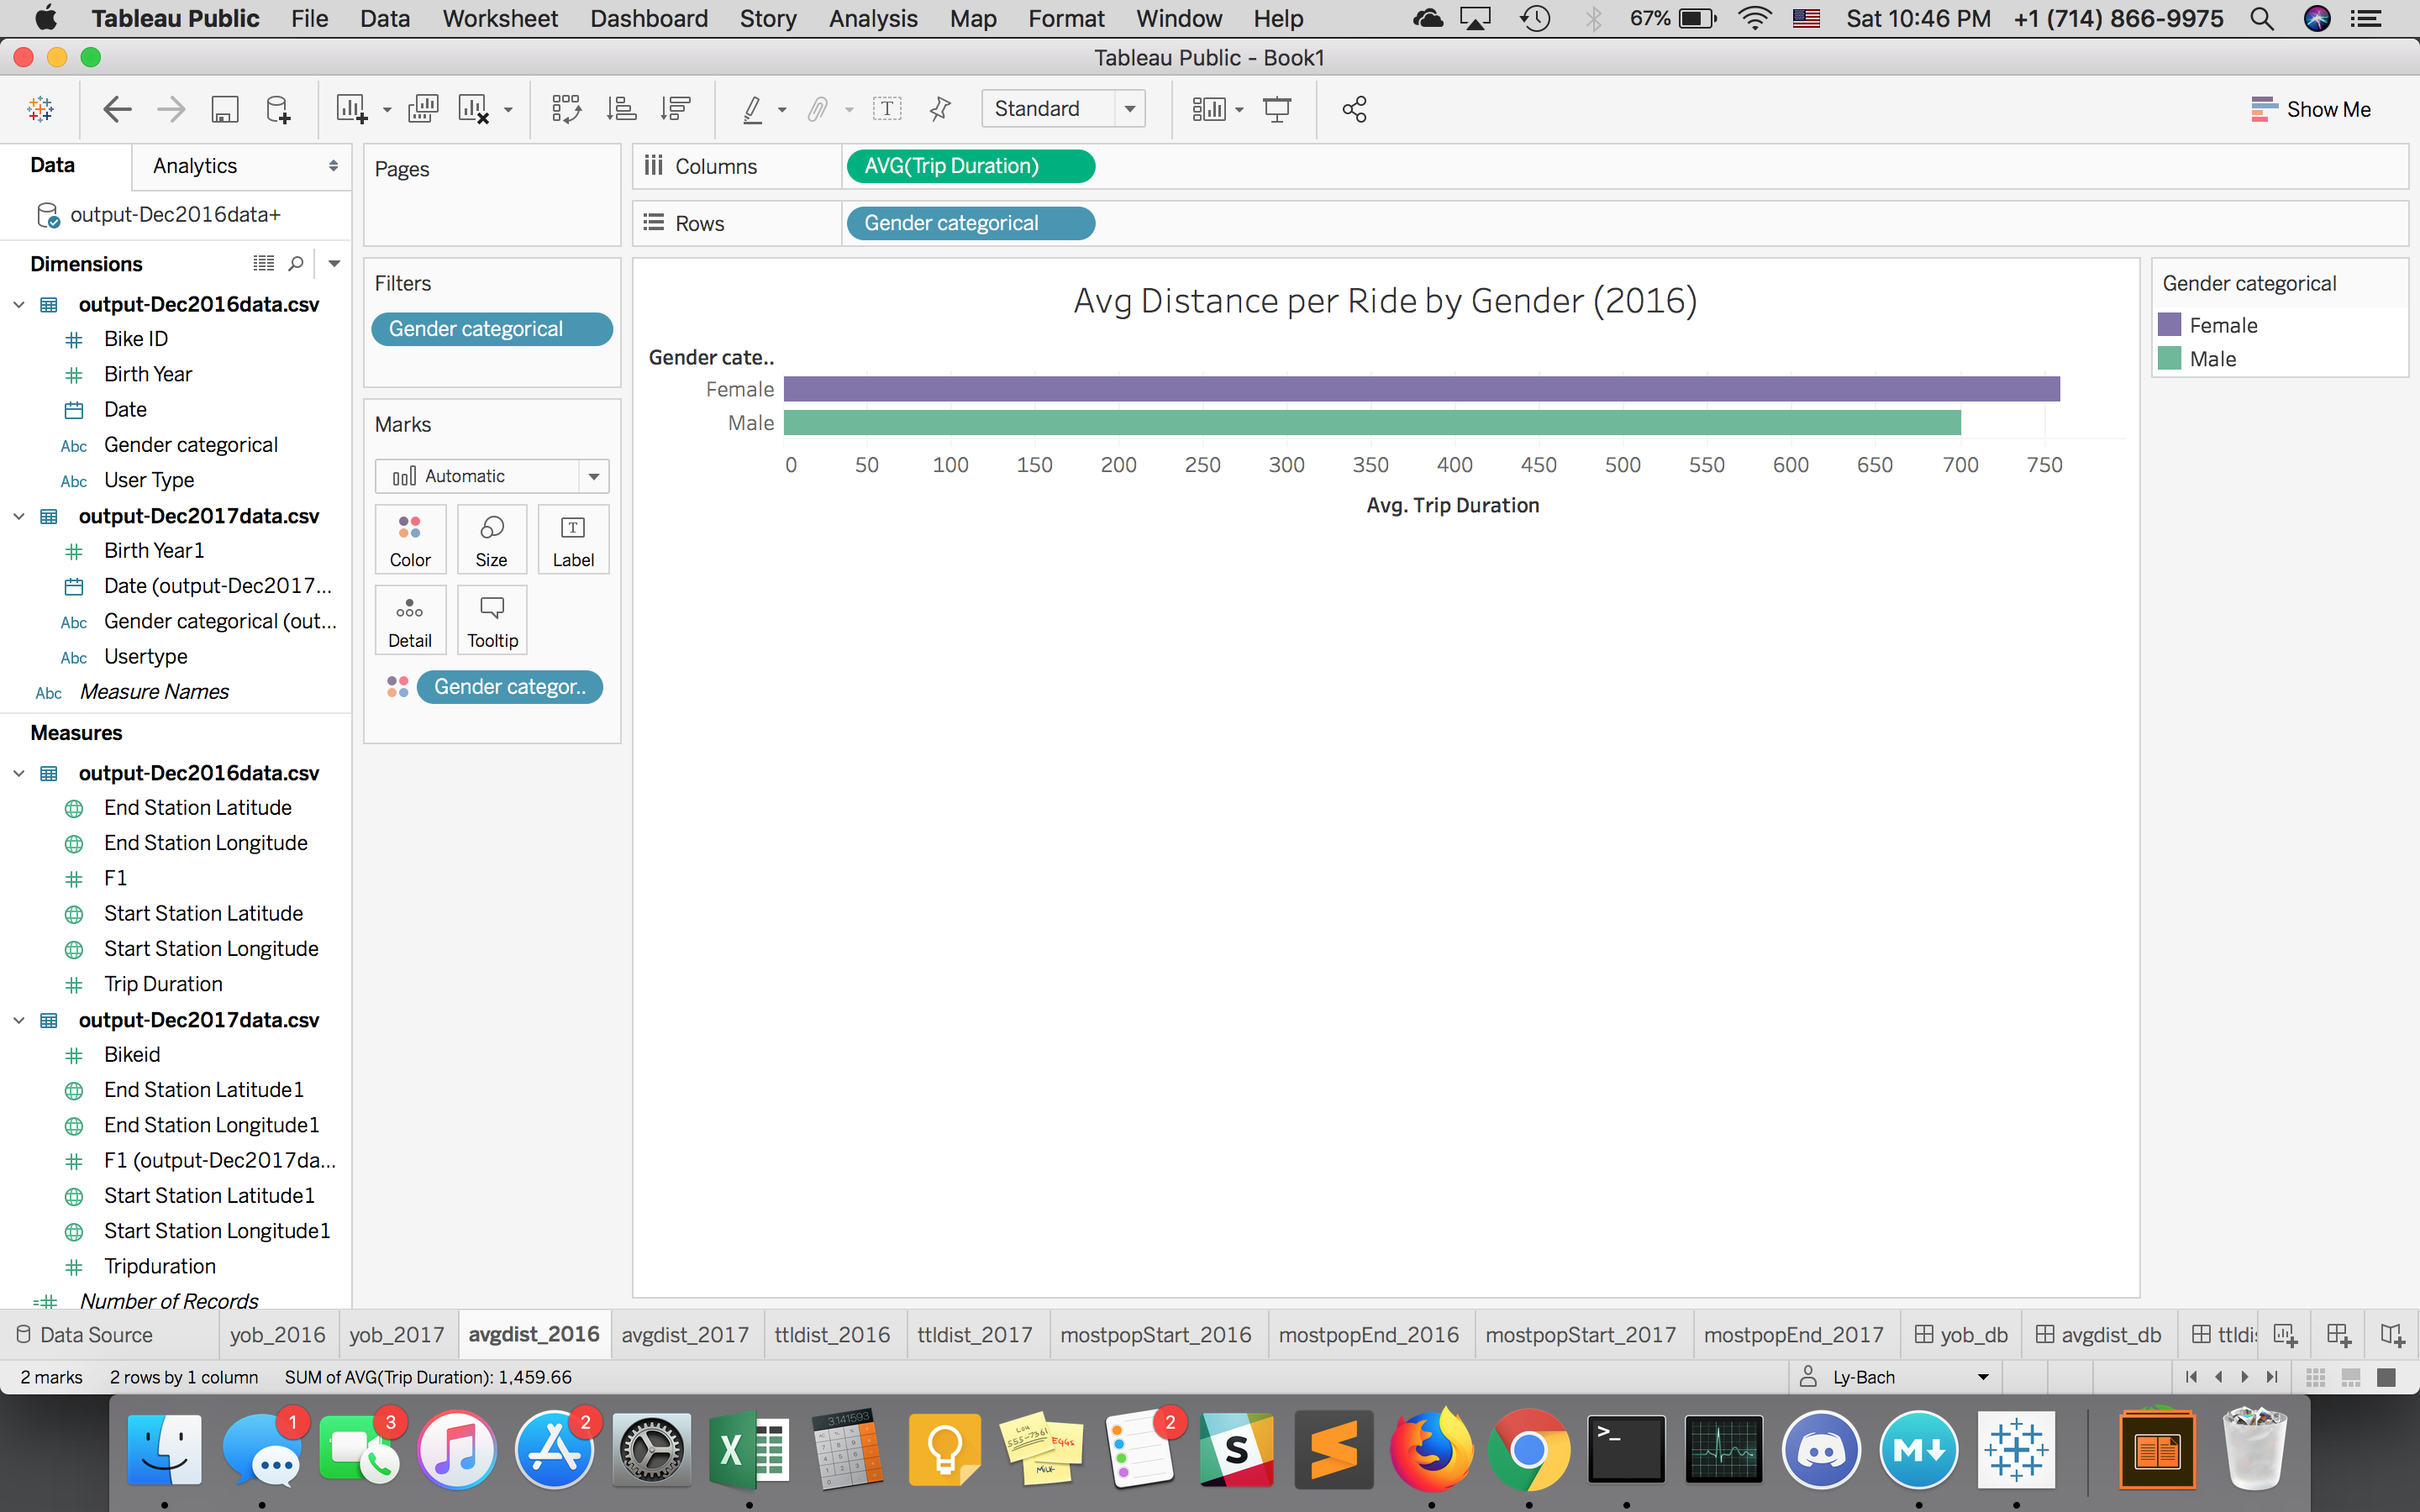 Tableau Public File Data Worksheet Dashboard Story Analysis Map Format Window Help 67% Sat 10:46 PM +1 (714) 866-9975
Tableau Public - Book1
Standard
Show Me
Data Analytics
output-Dec2016data+
Dimensions
output-Dec2016data.csv
Bike ID
Birth Year
Date
Abc Gender categorical
Abc User Type
output-Dec2017data.csv
Birth Year1
Date (output-Dec2017...
Abc Gender categorical (out...
Abc Usertype
Abc Measure Names
Measures
output-Dec2016data.csv
End Station Latitude
End Station Longitude
F1
Start Station Latitude
Start Station Longitude
Trip Duration
output-Dec2017data.csv
Bikeid
End Station Latitude1
End Station Longitude1
F1 (output-Dec2017da...
Start Station Latitude1
Start Station Longitude1
Tripduration
Number of Records
Pages
Filters
Gender categorical
Marks
Automatic
Color Size Label
Detail Tooltip
Gender categor..
Columns AVG(Trip Duration)
Rows Gender categorical
Avg Distance per Ride by Gender (2016)
Gender cate..
Female
Male
0 50 100 150 200 250 300 350 400 450 500 550 600 650 700 750
Avg. Trip Duration
Gender categorical
Female
Male
Data Source yob_2016 yob_2017 avgdist_2016 avgdist_2017 ttldist_2016 ttldist_2017 mostpopStart_2016 mostpopEnd_2016 mostpopStart_2017 mostpopEnd_2017 yob_db avgdist_db ttldi
2 marks 2 rows by 1 column SUM of AVG(Trip Duration): 1,459.66 Ly-Bach
1 3 2 2
3.141593
EGGS
MILK